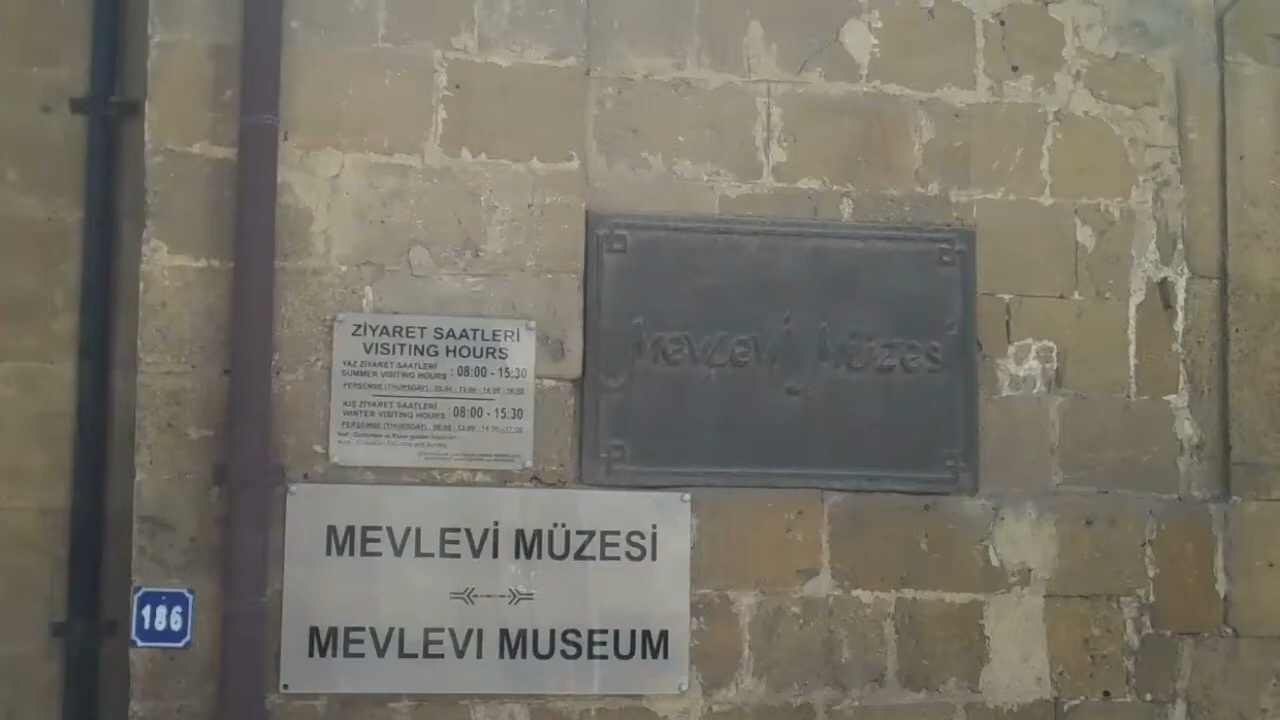 ZİYARET SAATLERİ
VISITING HOURS
YAZ ZİYARET SAATLERİ
SUMMER VISITING HOURS : 08:00 - 15:30
PERŞEMBE (THURSDAY)
KIŞ ZİYARET SAATLERİ
WINTER VISITING HOURS : 08:00 - 15:30
PERŞEMBE (THURSDAY)
Mevlevi Müzesi
MEVLEVİ MÜZESİ
MEVLEVI MUSEUM
186